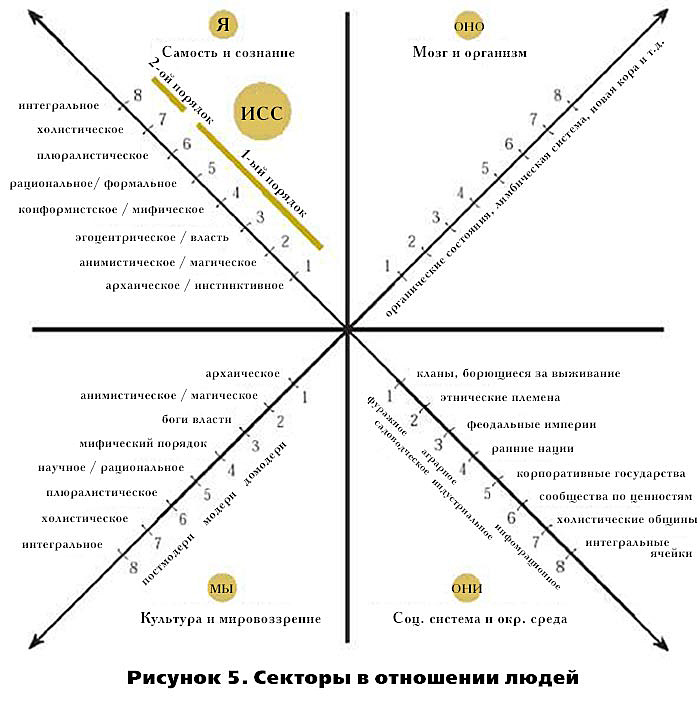 Я
Самость и сознание
2-ой порядок
ИСС
1-ый порядок
интегральное
холистическое
плюралистическое
рациональное/ формальное
конформистское / мифическое
эгоцентрическое / власть
анимистическое / магическое
архаическое / инстинктивное
8
7
6
5
4
3
2
1
ОНО
Мозг и организм
8
7
6
5
4
3
2
1
органические состояния, лимбическая система, новая кора и т.д.
архаическое
анимистическое / магическое
боги власти
мифический порядок
научное / рациональное
плюралистическое
холистическое
интегральное
1
2
3
4
5
6
7
8
домодерн
модерн
постмодерн
МЫ
Культура и мировоззрение
кланы, борющиеся за выживание
этнические племена
феодальные империи
ранние нации
корпоративные государства
сообщества по ценностям
холистические общины
интегральные
ячейки
1
2
3
4
5
6
7
8
фуражное
садоводческое
аграрное
индустриальное
информационное
ОНИ
Соц. система и окр. среда
Рисунок 5. Секторы в отношении людей